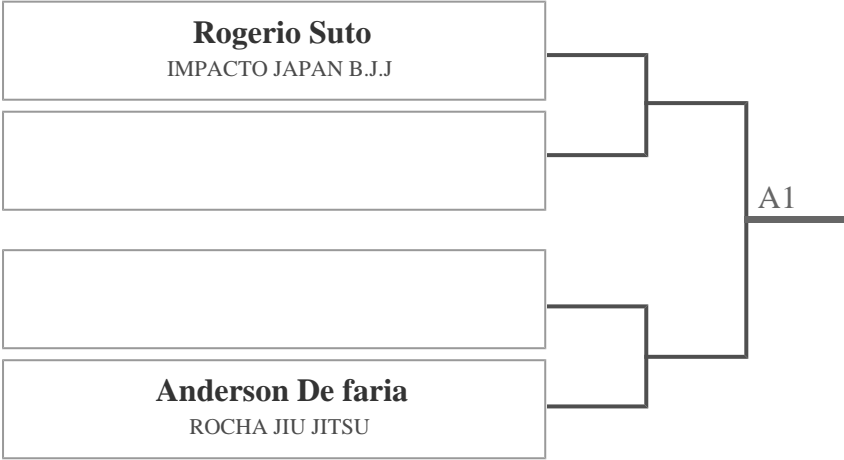 Rogerio Suto
IMPACTO JAPAN B.J.J
A1
Anderson De faria
ROCHA JIU JITSU